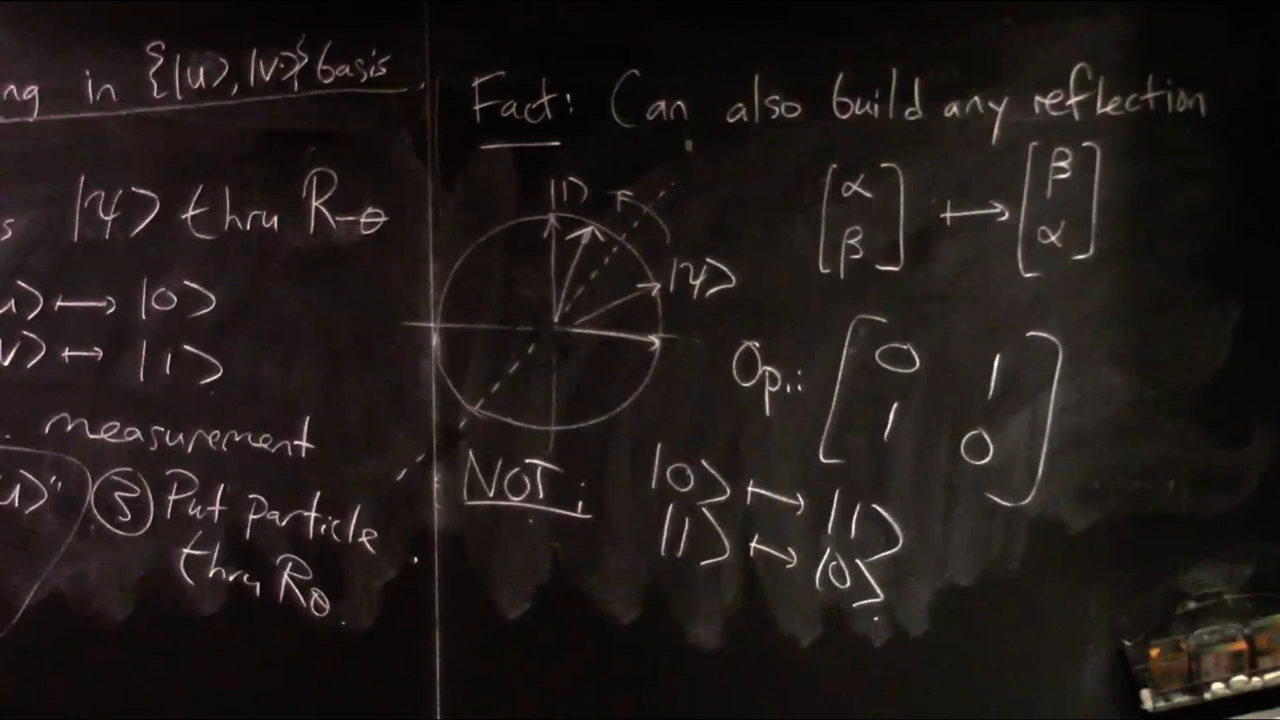 ng in {|u⟩, |v⟩} basis.
s |ψ⟩ thru R-θ
u⟩ ↦ |0⟩
v⟩ ↦ |1⟩
. measurement
u⟩" ③ Put particle
thru Rθ.
Fact: Can also build any reflection
|1⟩
|ψ⟩
[α β] ↦ [β α]
Op.: [0 1
1 0]
NOT: |0⟩ ↦ |1⟩
|1⟩ ↦ |0⟩.